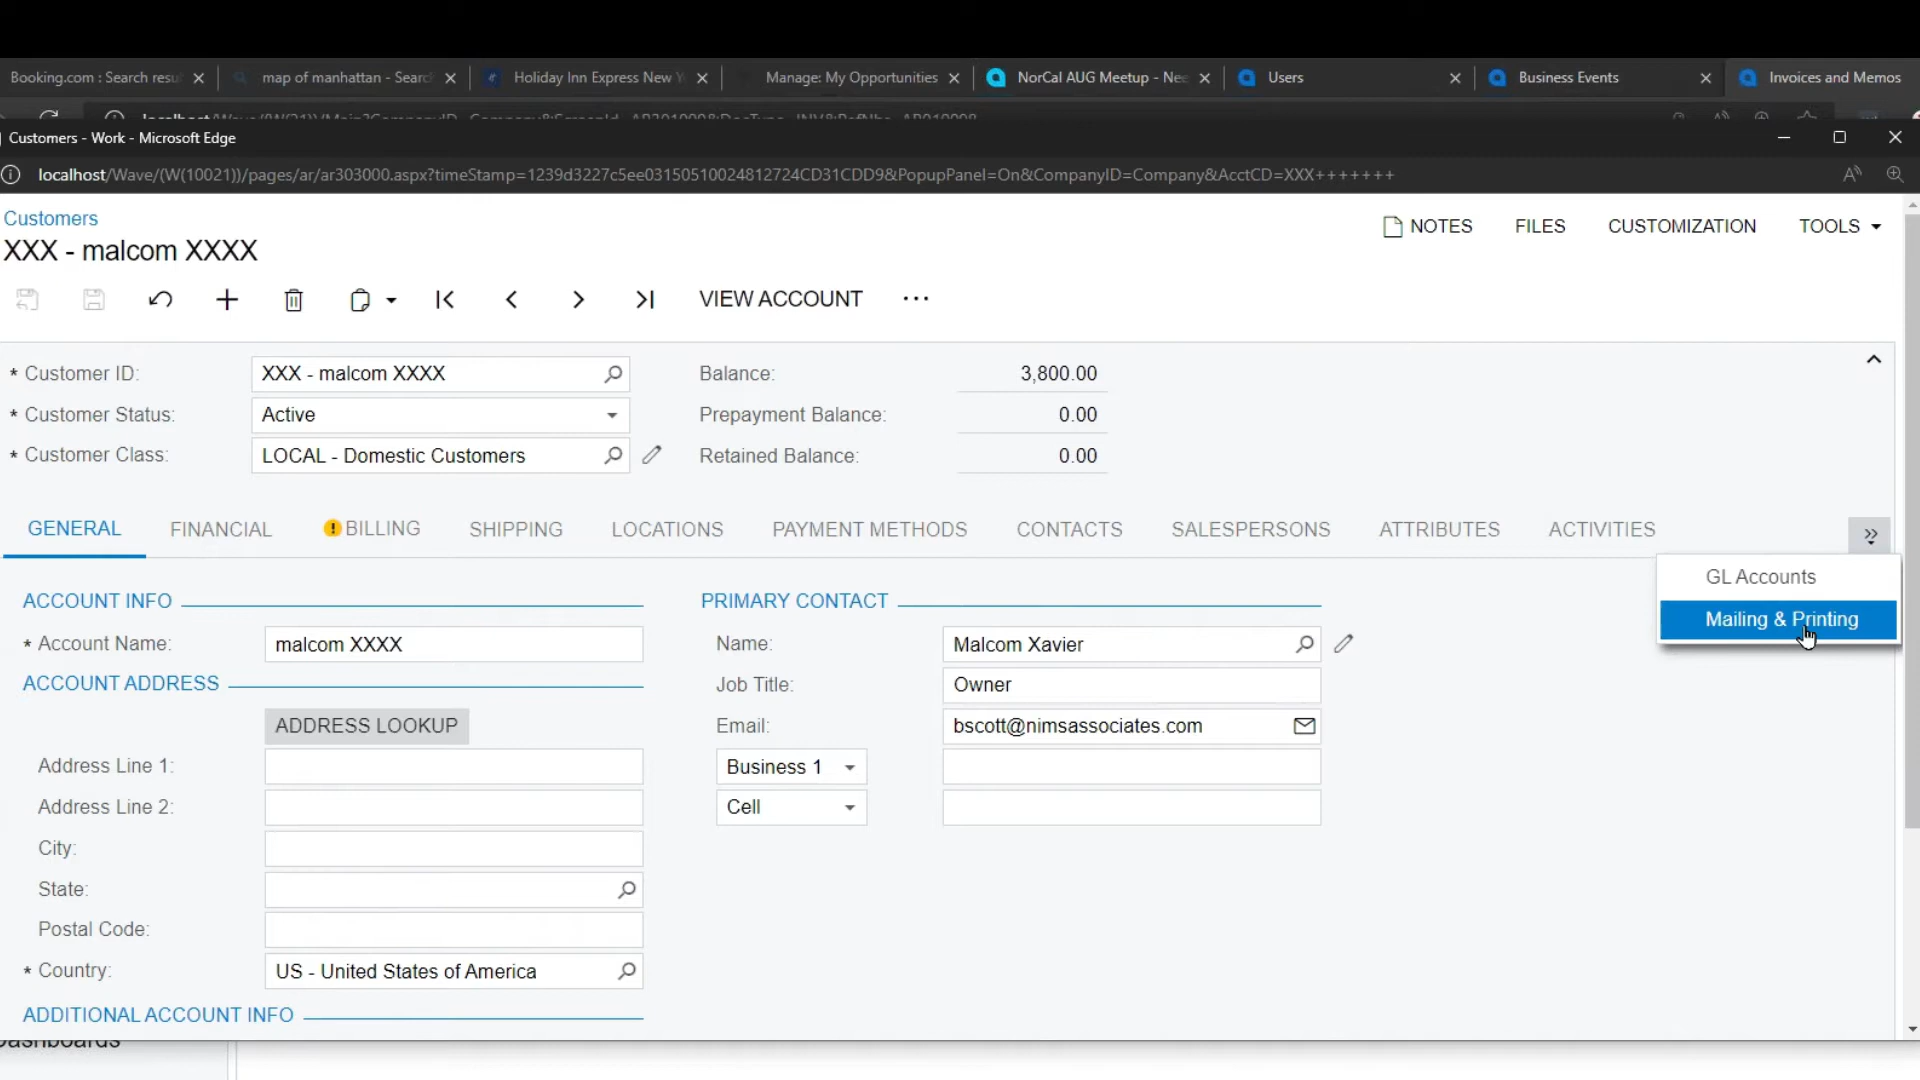 Booking.com : Search resu
map of manhattan - Searc
Holiday Inn Express New Y
Manage: My Opportunities
NorCal AUG Meetup - Nee
Users
Business Events
Invoices and Memos
Customers - Work - Microsoft Edge
localhost/Wave/(W(10021))/pages/ar/ar303000.aspx?timeStamp=1239d3227c5ee03150510024812724CD31CDD9&PopupPanel=On&CompanyID=Company&AcctCD=XXX+++++++
Customers
NOTES
FILES
CUSTOMIZATION
TOOLS
XXX - malcom XXXX
VIEW ACCOUNT
* Customer ID:
XXX - malcom XXXX
Balance:
3,800.00
* Customer Status:
Active
Prepayment Balance:
0.00
* Customer Class:
LOCAL - Domestic Customers
Retained Balance:
0.00
GENERAL
FINANCIAL
BILLING
SHIPPING
LOCATIONS
PAYMENT METHODS
CONTACTS
SALESPERSONS
ATTRIBUTES
ACTIVITIES
GL Accounts
Mailing & Printing
ACCOUNT INFO
PRIMARY CONTACT
* Account Name:
malcom XXXX
Name:
Malcom Xavier
ACCOUNT ADDRESS
Job Title:
Owner
ADDRESS LOOKUP
Email:
bscott@nimsassociates.com
Address Line 1:
Business 1
Address Line 2:
Cell
City:
State:
Postal Code:
* Country:
US - United States of America
ADDITIONAL ACCOUNT INFO
Dashboards